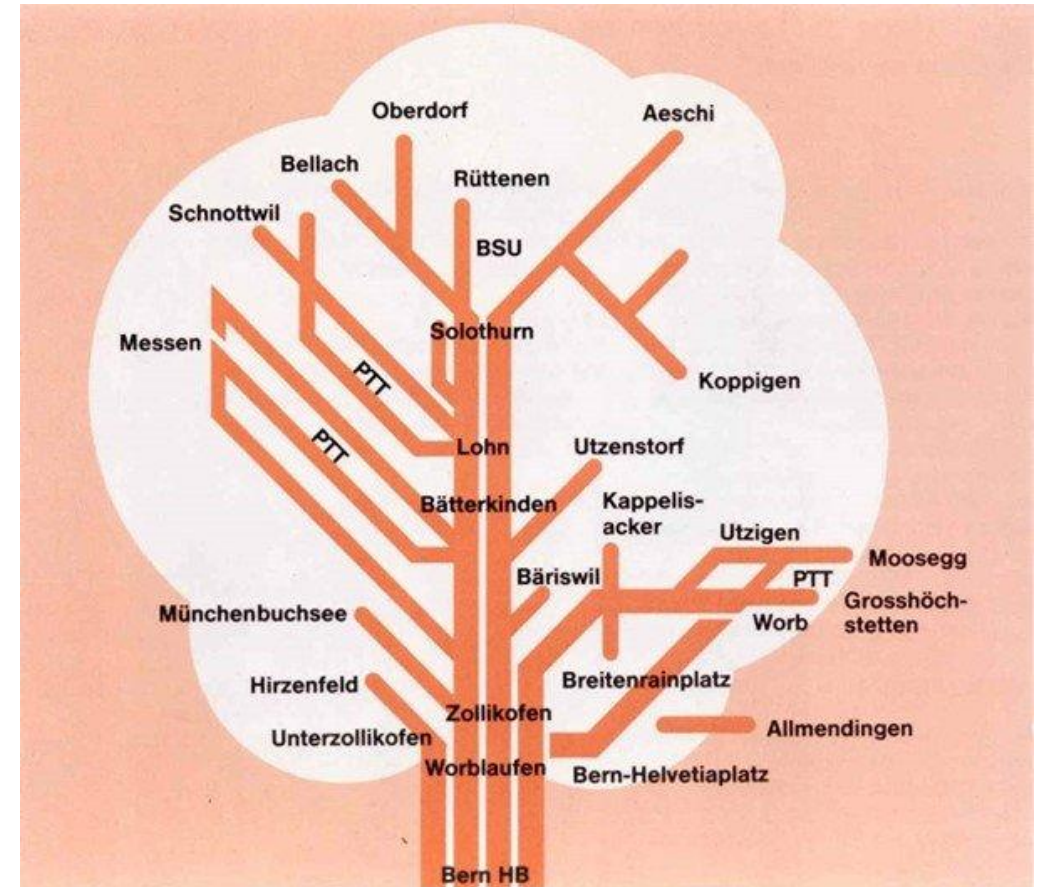 Oberdorf
Aeschi
Bellach
Rüttenen
Schnottwil
BSU
Solothurn
Messen
PTT
Koppigen
PTT
Lohn
Utzenstorf
Bätterkinden
Kappelis-
acker
Utzigen
Moosegg
Bäriswil
PTT
Grosshöch-
stetten
Münchenbuchsee
Worb
Breitenrainplatz
Hirzenfeld
Zollikofen
Allmendingen
Unterzollikofen
Worblaufen
Bern-Helvetiaplatz
Bern HB